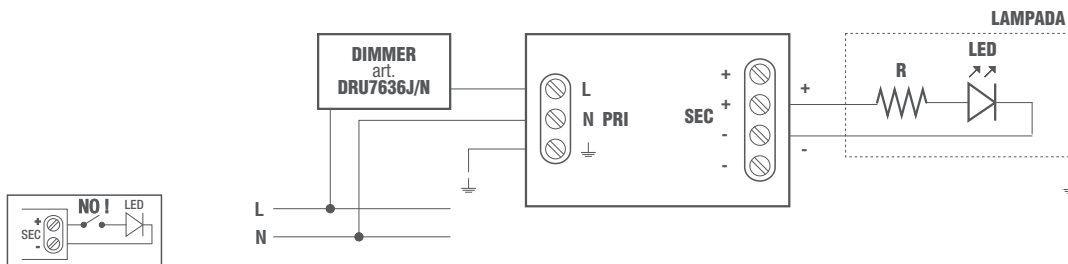 LAMPADA
DIMMER
art.
DRU7636J/N
LED
R
L
N PRI
SEC
+
+
-
-
+
-
L
N
NO !
LED
SEC
+
-